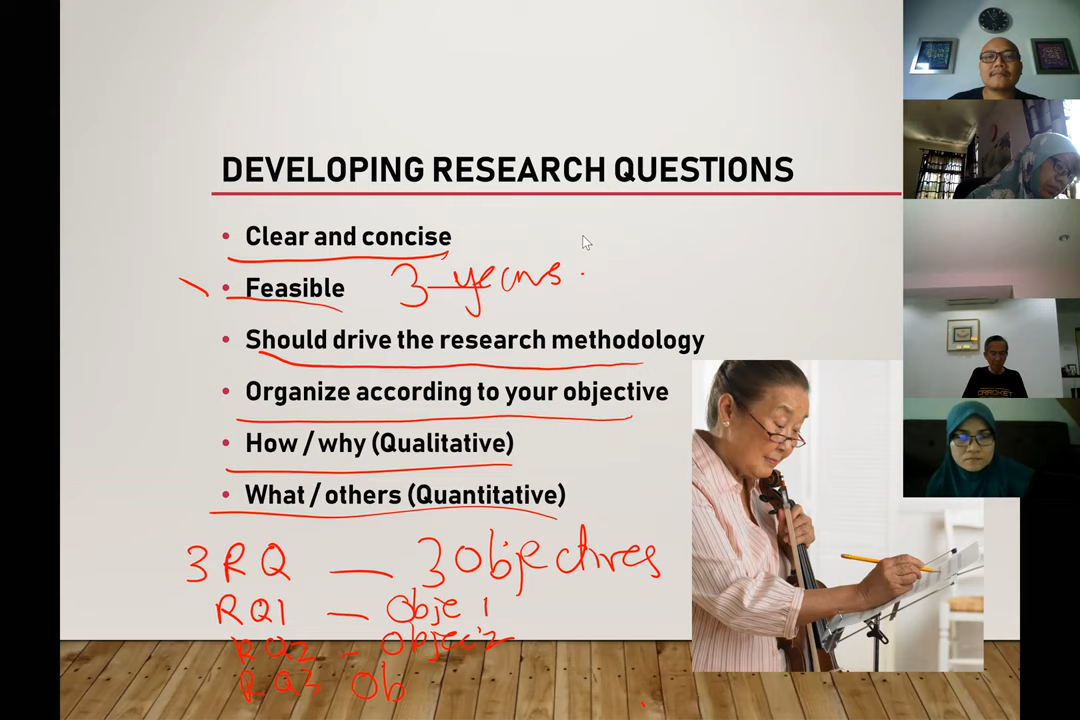 DEVELOPING RESEARCH QUESTIONS
• Clear and concise
• Feasible 3 years.
• Should drive the research methodology
• Organize according to your objective
• How / why (Qualitative)
• What / others (Quantitative)
3 RQ — 3 Objectives
RQ1 — Obje 1
RQ2 - Objec 2
RQ3 Ob